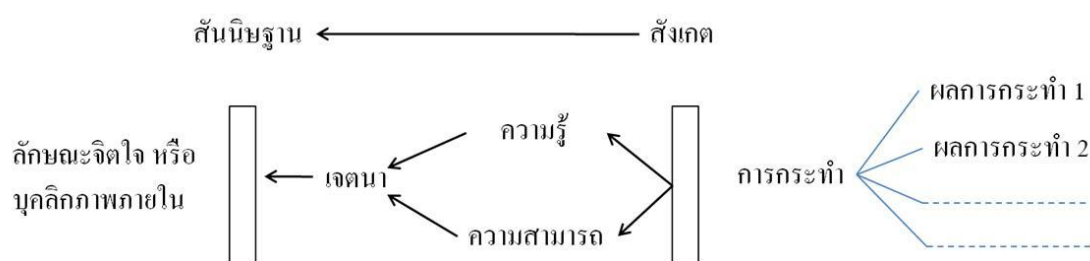 สันนิษฐาน
สังเกต
ลักษณะจิตใจ หรือ
บุคลิกภาพภายใน
เจตนา
ความรู้
ความสามารถ
การกระทำ
ผลการกระทำ 1
ผลการกระทำ 2